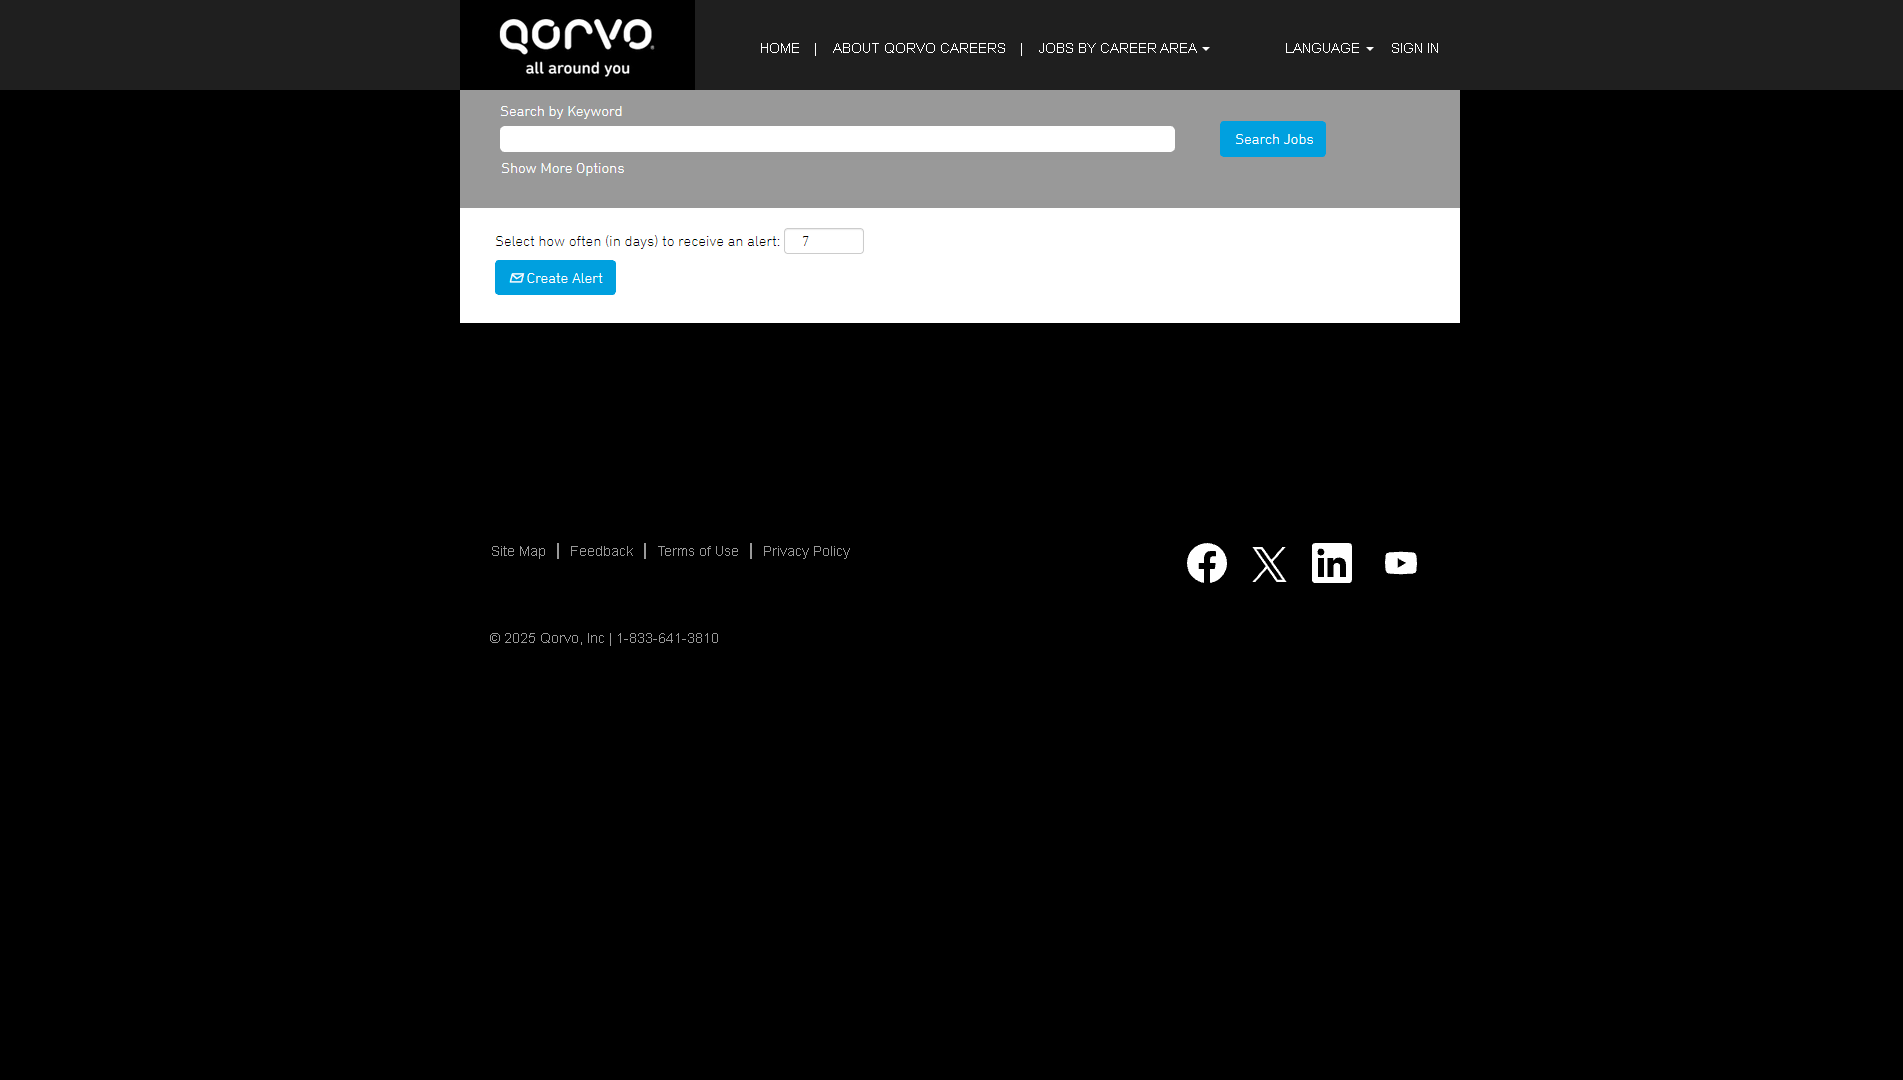 qorvo
all around you
HOME | ABOUT QORVO CAREERS | JOBS BY CAREER AREA
LANGUAGE SIGN IN
Search by Keyword
Search Jobs
Show More Options
Select how often (in days) to receive an alert: 7
Create Alert
Site Map | Feedback | Terms of Use | Privacy Policy
in
© 2025 Qorvo, Inc | 1-833-641-3810